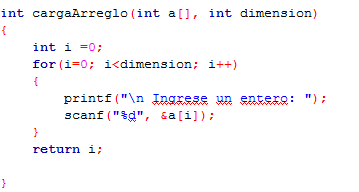 int cargaArreglo(int a[], int dimension)
{
    int i =0;
    for(i=0; i<dimension; i++)
    {
        printf("\n Ingrese un entero: ");
        scanf("%d", &a[i]);
    }
    return i;
}